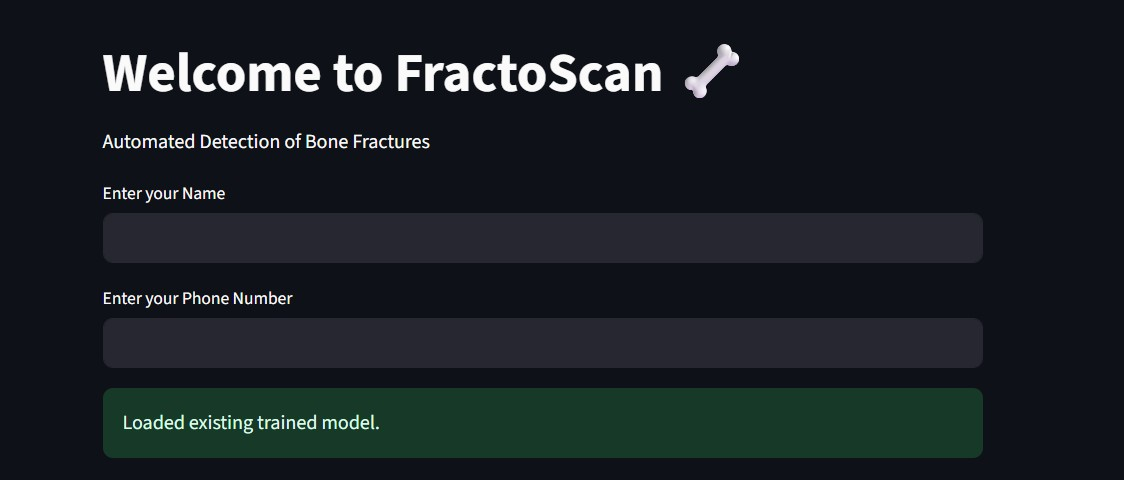 Welcome to FractoScan 🦴
Automated Detection of Bone Fractures
Enter your Name
Enter your Phone Number
Loaded existing trained model.